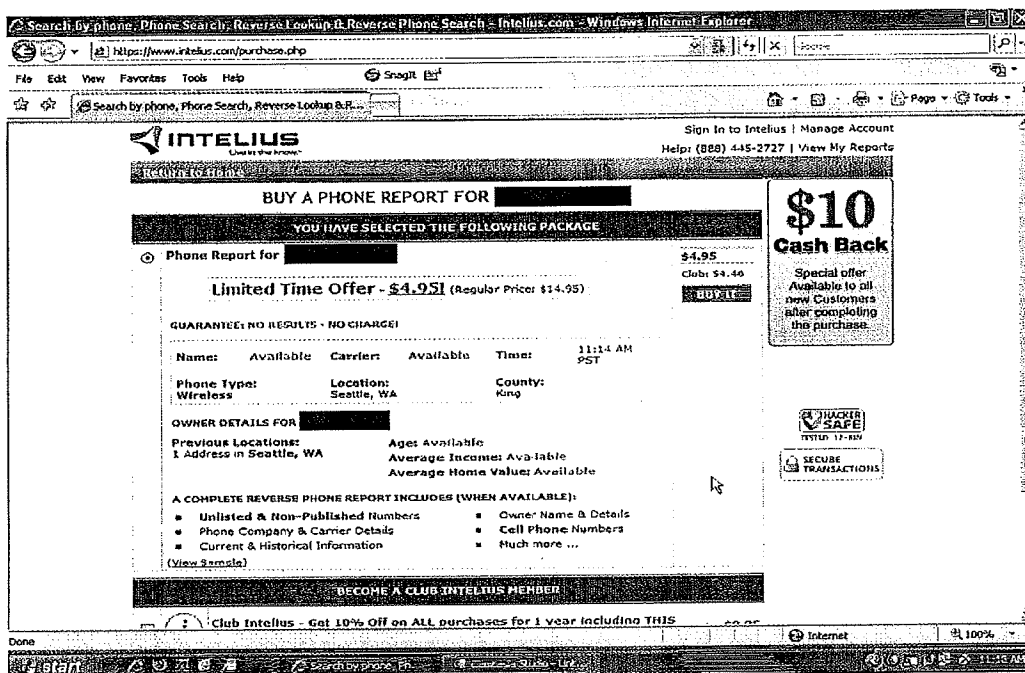 Search by phone, Phone Search, Reverse Lookup & Reverse Phone Search - Intelius.com - Windows Internet Explorer
https://www.intelius.com/purchase.php
File Edit View Favorites Tools Help SnagIt
Search by phone, Phone Search, Reverse Lookup & R...
Page Tools
INTELIUS
Sign In to Intelius | Manage Account
Help: (888) 445-2727 | View My Reports
Return to Home
BUY A PHONE REPORT FOR
YOU HAVE SELECTED THE FOLLOWING PACKAGE
Phone Report for
$4.95
Limited Time Offer - $4.95! (Regular Price: $14.95)
BUY IT
GUARANTEE: NO RESULTS - NO CHARGE!
Name: Available Carrier: Available Time: 11:14 AM PST
Phone Type: Location: County:
Wireless Seattle, WA King
OWNER DETAILS FOR
Previous Locations: Age: Available
1 Address in Seattle, WA Average Income: Available
Average Home Value: Available
A COMPLETE REVERSE PHONE REPORT INCLUDES (WHEN AVAILABLE):
Unlisted & Non-Published Numbers Owner Name & Details
Phone Company & Carrier Details Cell Phone Numbers
Current & Historical Information Much more ...
(View Sample)
BECOME A CLUB INTELIUS MEMBER
Club Intelius - Get 10% Off on ALL purchases for 1 year including THIS
$10
Cash Back
Special offer
Available to all
new Customers
after completing
the purchase.
HACKER
SAFE
SECURE
TRANSACTIONS
Done Internet 100%
start Search by phone, Ph...